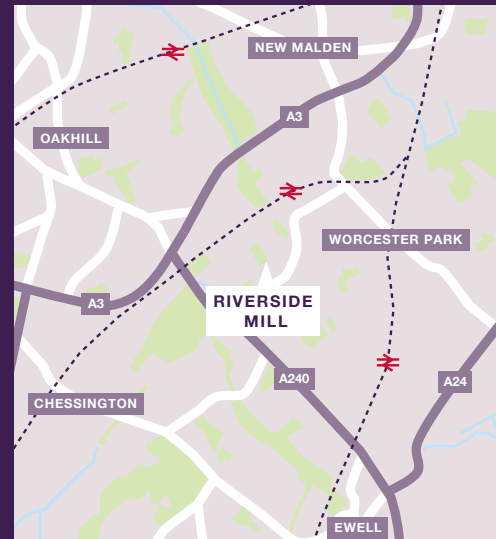 NEW MALDEN
A3
OAKHILL
WORCESTER PARK
A3
RIVERSIDE
MILL
A240
A24
CHESSINGTON
EWELL